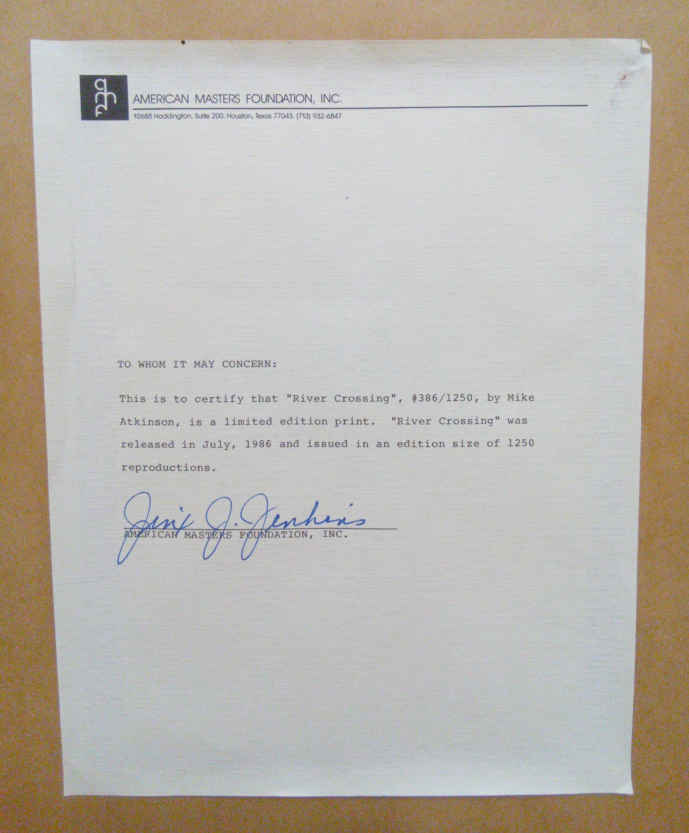 amf
AMERICAN MASTERS FOUNDATION, INC.
10688 Haddington, Suite 200, Houston, Texas 77043, (713) 932-6847
TO WHOM IT MAY CONCERN:
This is to certify that "River Crossing", #386/1250, by Mike
Atkinson, is a limited edition print. "River Crossing" was
released in July, 1986 and issued in an edition size of 1250
reproductions.
J. Jenkins
AMERICAN MASTERS FOUNDATION, INC.